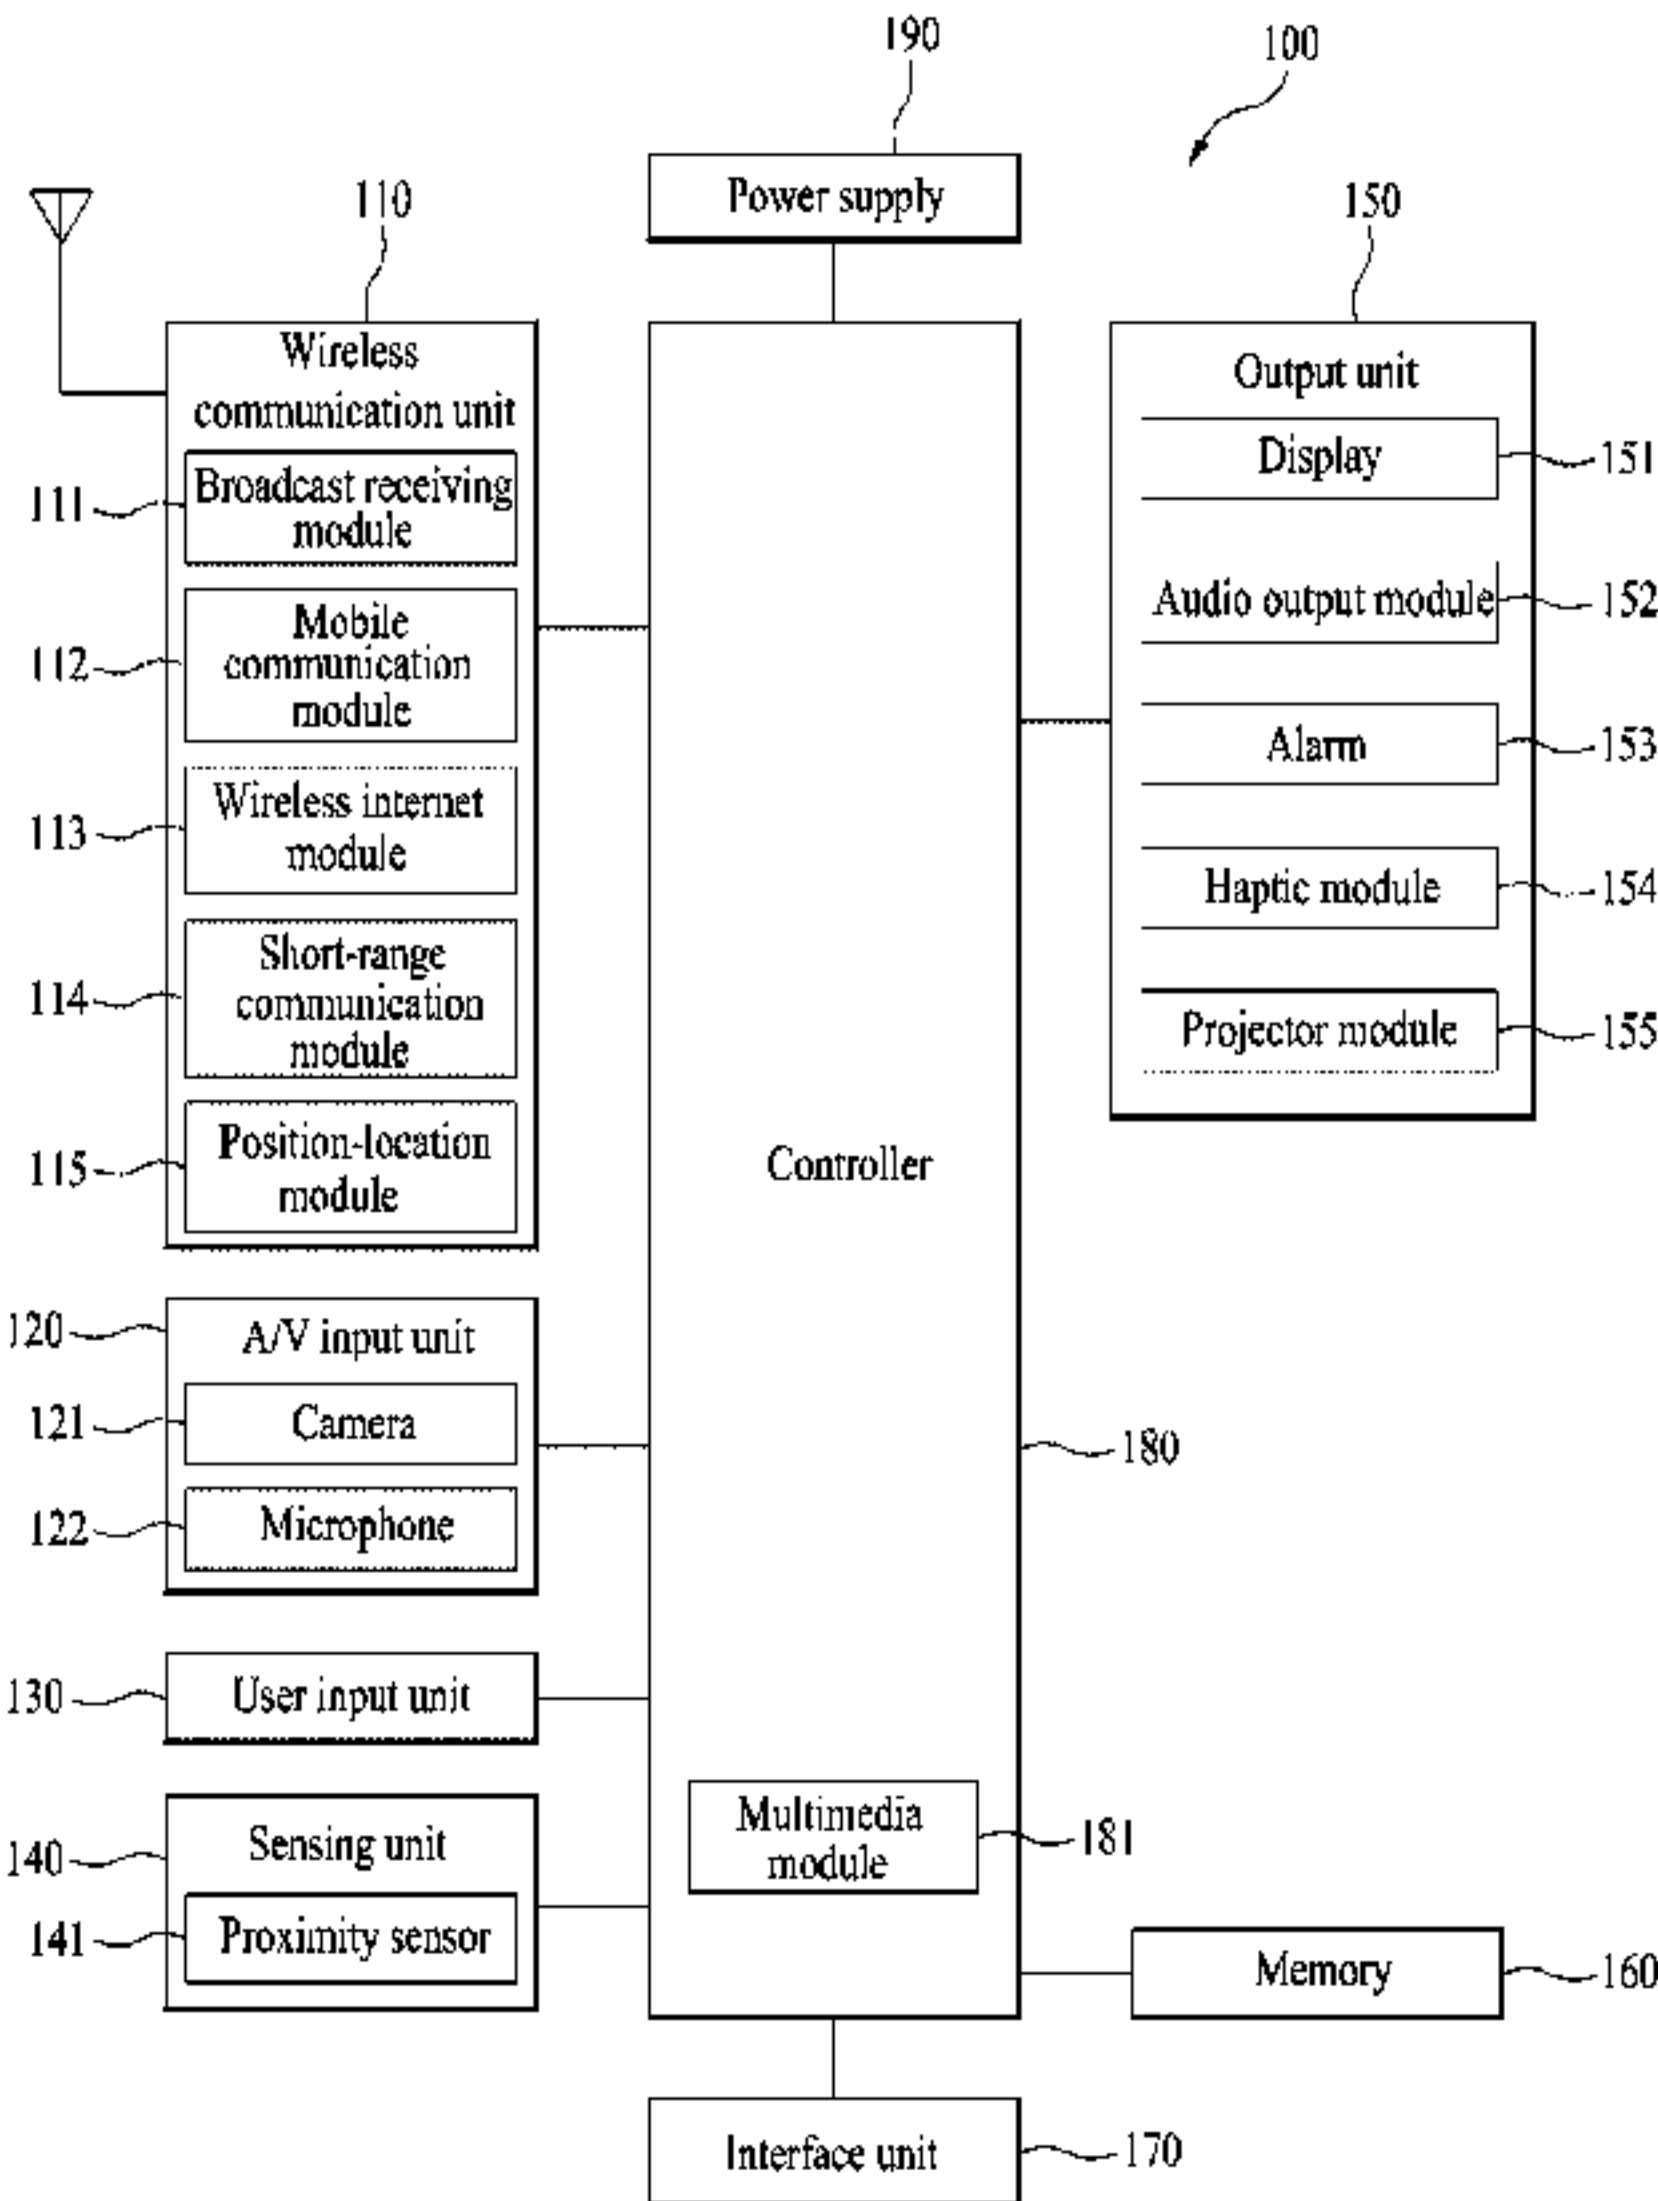 190
100
Power supply
110
150
Wireless
communication unit
111
Broadcast receiving
module
112
Mobile
communication
module
113
Wireless internet
module
114
Short-range
communication
module
115
Position-location
module
120
A/V input unit
121
Camera
122
Microphone
130
User input unit
140
Sensing unit
141
Proximity sensor
Controller
180
Multimedia
module
181
Output unit
Display
151
Audio output module
152
Alarm
153
Haptic module
154
Projector module
155
Memory
160
Interface unit
170